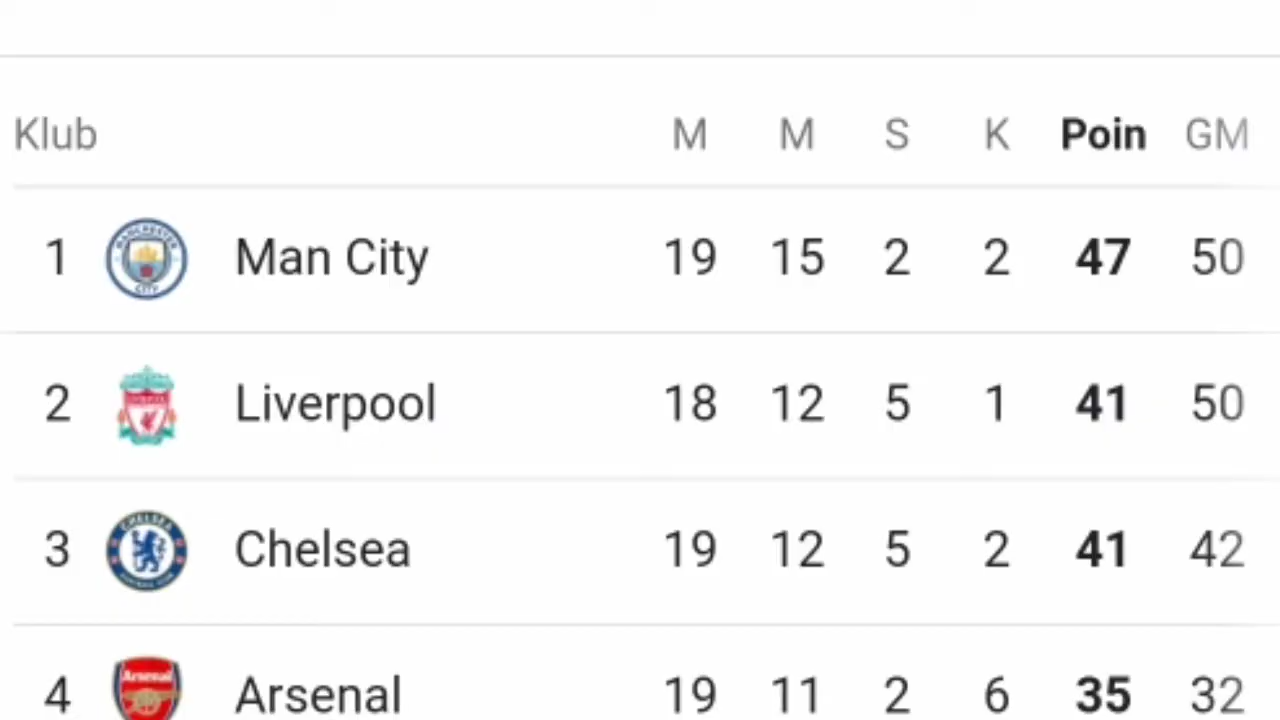 Klub M M S K Poin GM
1 Man City 19 15 2 2 47 50
2 Liverpool 18 12 5 1 41 50
3 Chelsea 19 12 5 2 41 42
4 Arsenal 19 11 2 6 35 32